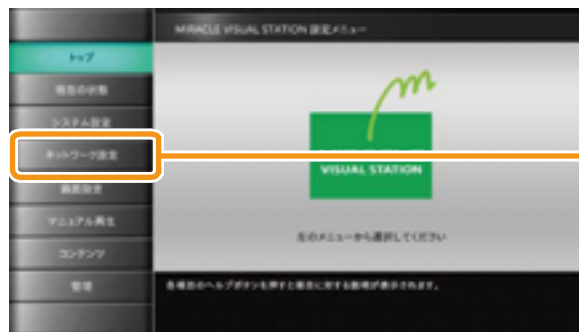 MIRACLE VISUAL STATION 設定メニュー
トップ
現在の状態
システム設定
ネットワーク設定
画面設定
マニュアル再生
コンテンツ
管理
VISUAL STATION
左のメニューから選択してください
各項目のヘルプボタンを押すと項目に対する説明が表示されます。